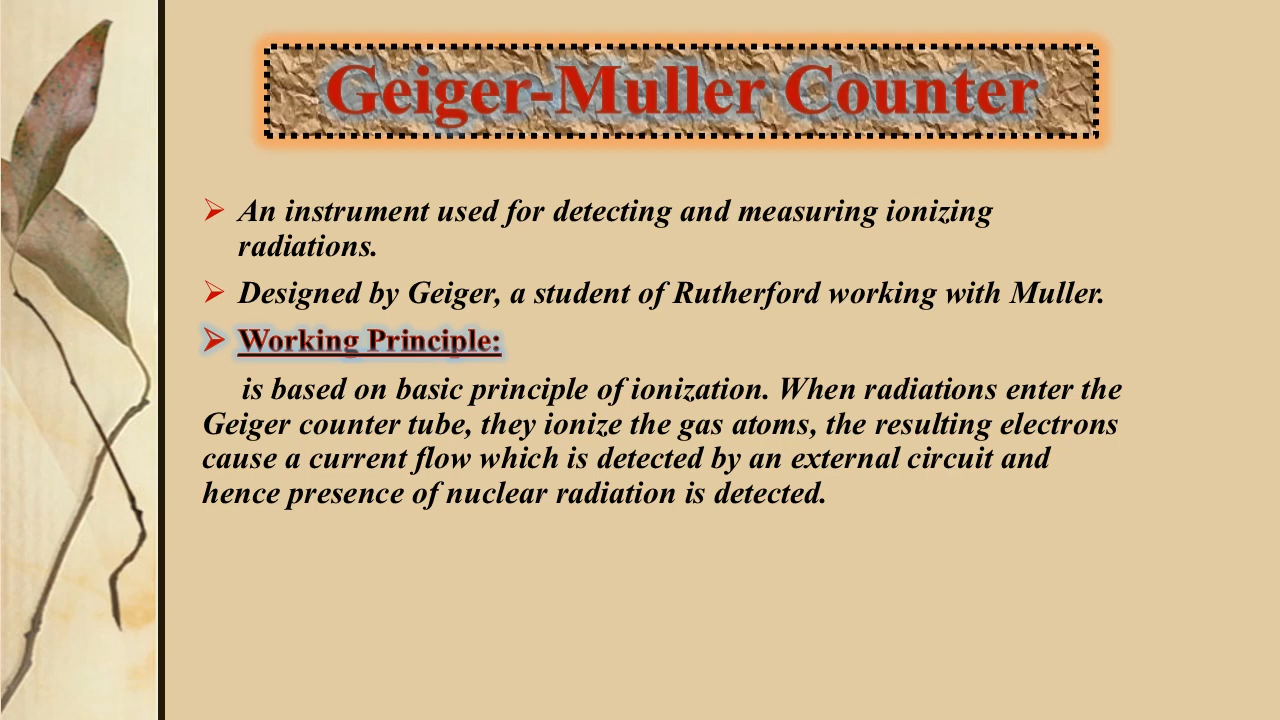 Geiger-Muller Counter
➢ An instrument used for detecting and measuring ionizing
radiations.
➢ Designed by Geiger, a student of Rutherford working with Muller.
➢ Working Principle:
is based on basic principle of ionization. When radiations enter the
Geiger counter tube, they ionize the gas atoms, the resulting electrons
cause a current flow which is detected by an external circuit and
hence presence of nuclear radiation is detected.